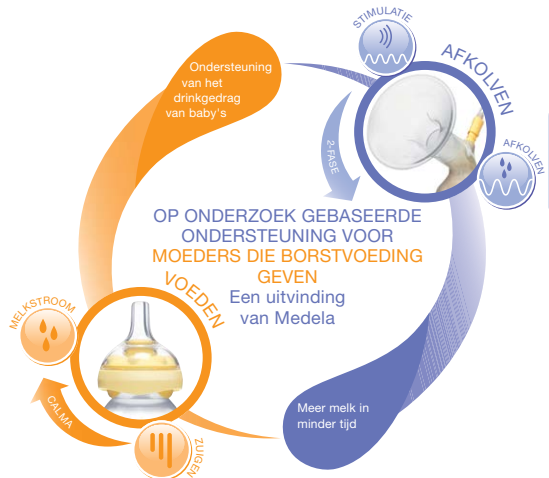 STIMULATIE
AFKOLVEN
AFKOLVEN
2-FASE
Ondersteuning
van het
drinkgedrag
van baby's
OP ONDERZOEK GEBASEERDE
ONDERSTEUNING VOOR
MOEDERS DIE BORSTVOEDING
GEVEN
Een uitvinding
van Medela
VOEDEN
MELKSTROOM
CALMA
ZUIGEN
Meer melk in
minder tijd